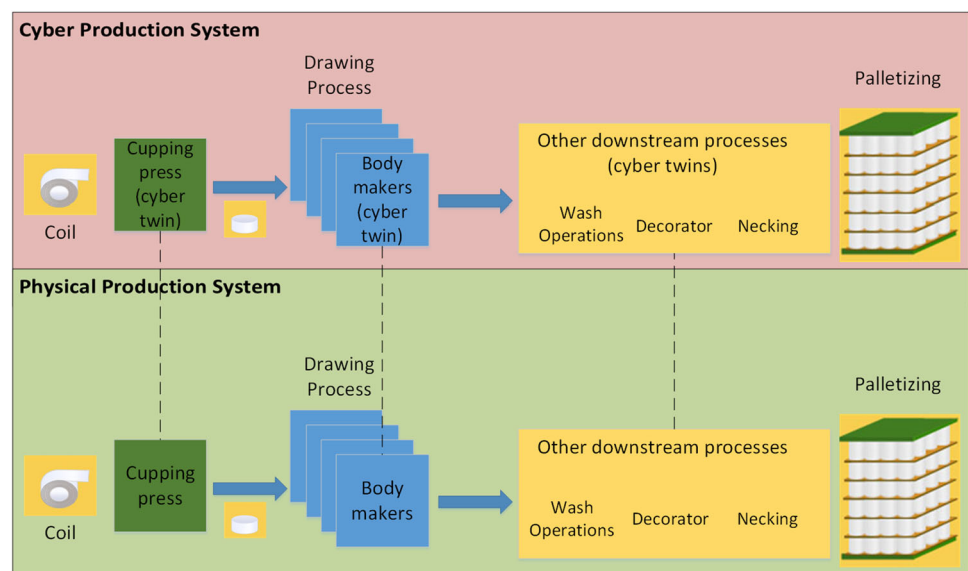 Cyber Production System
Drawing
Process
Palletizing
Cupping
press
(cyber
twin)
Coil
Body
makers
(cyber
twin)
Other downstream processes
(cyber twins)
Wash
Operations
Decorator
Necking
Physical Production System
Drawing
Process
Palletizing
Cupping
press
Coil
Body
makers
Other downstream processes
Wash
Operations
Decorator
Necking